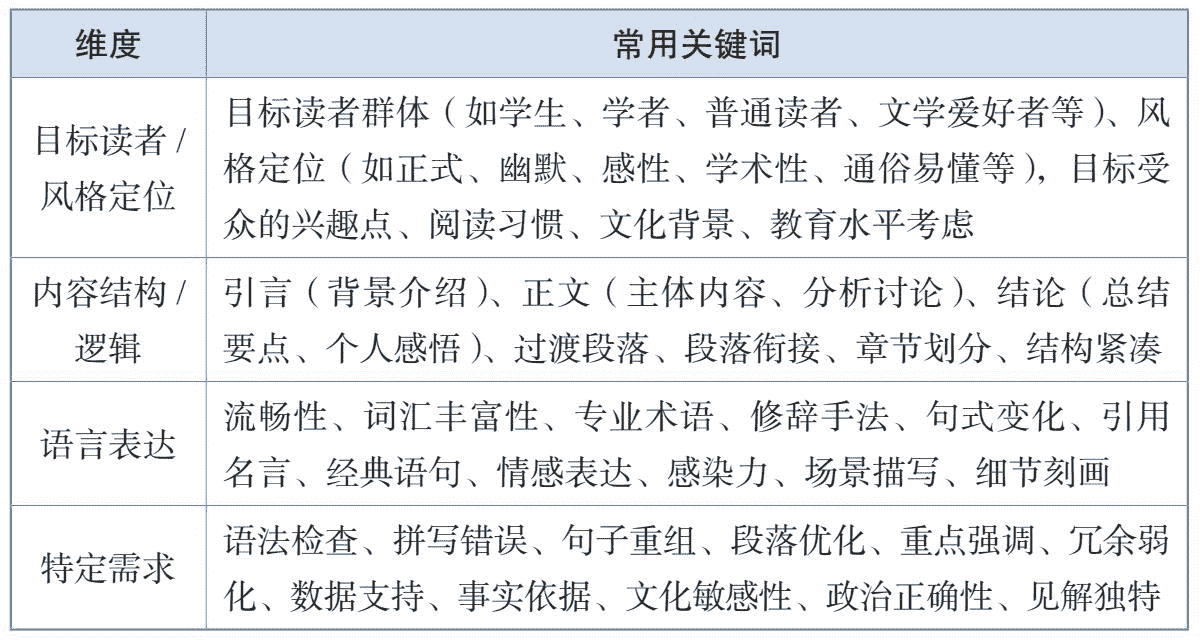 维度
常用关键词
目标读者 /
风格定位
目标读者群体（如学生、学者、普通读者、文学爱好者等）、风
格定位（如正式、幽默、感性、学术性、通俗易懂等），目标受
众的兴趣点、阅读习惯、文化背景、教育水平考虑
内容结构 /
逻辑
引言（背景介绍）、正文（主体内容、分析讨论）、结论（总结
要点、个人感悟）、过渡段落、段落衔接、章节划分、结构紧凑
语言表达
流畅性、词汇丰富性、专业术语、修辞手法、句式变化、引用
名言、经典语句、情感表达、感染力、场景描写、细节刻画
特定需求
语法检查、拼写错误、句子重组、段落优化、重点强调、冗余弱
化、数据支持、事实依据、文化敏感性、政治正确性、见解独特